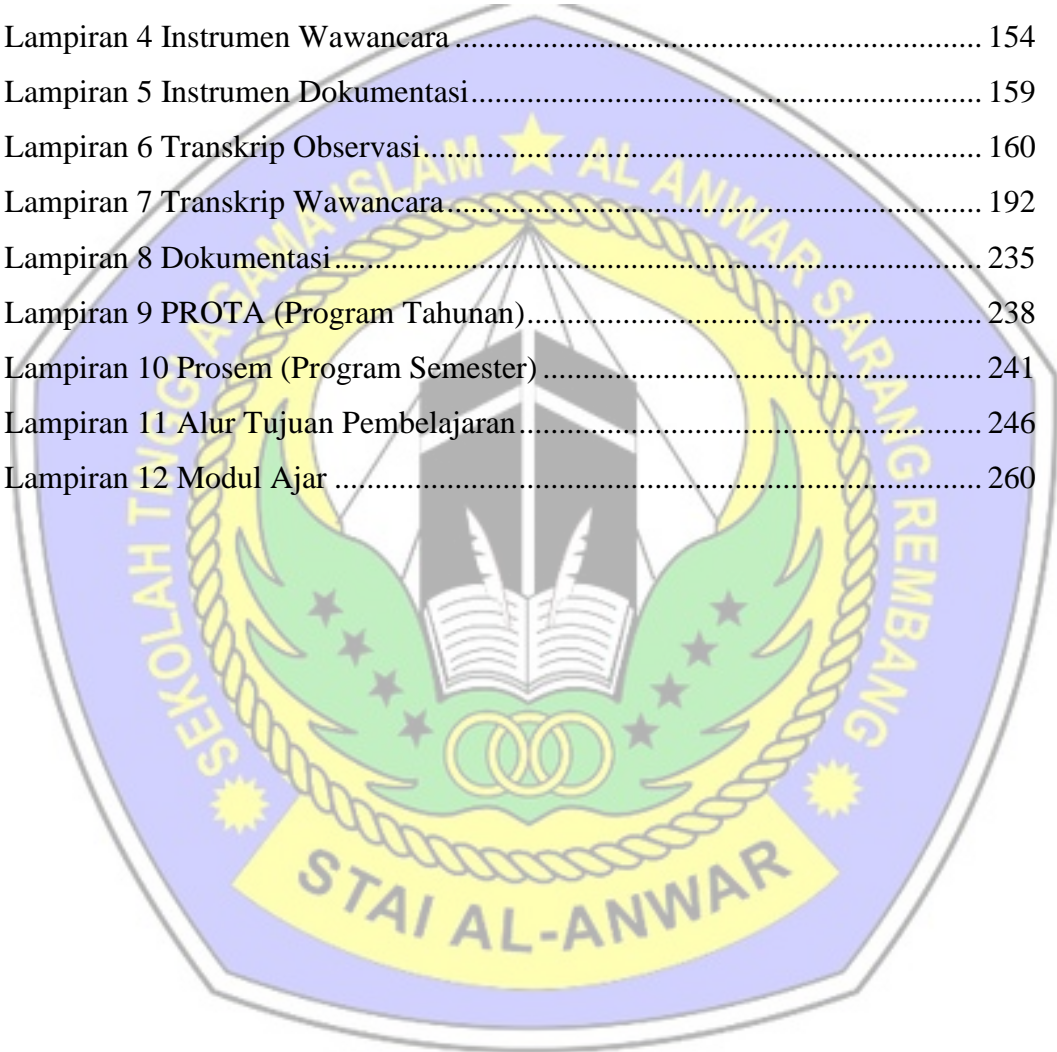 Lampiran 4 Instrumen Wawancara ................................................................. 154
Lampiran 5 Instrumen Dokumentasi............................................................... 159
Lampiran 6 Transkrip Observasi..................................................................... 160
Lampiran 7 Transkrip Wawancara.................................................................. 192
Lampiran 8 Dokumentasi................................................................................ 235
Lampiran 9 PROTA (Program Tahunan)........................................................ 238
Lampiran 10 Prosem (Program Semester) ...................................................... 241
Lampiran 11 Alur Tujuan Pembelajaran......................................................... 246
Lampiran 12 Modul Ajar ................................................................................ 260
SEKOLAH TINGGI AGAMA ISLAM ★ AL ANWAR SARANG REMBANG
STAI AL-ANWAR